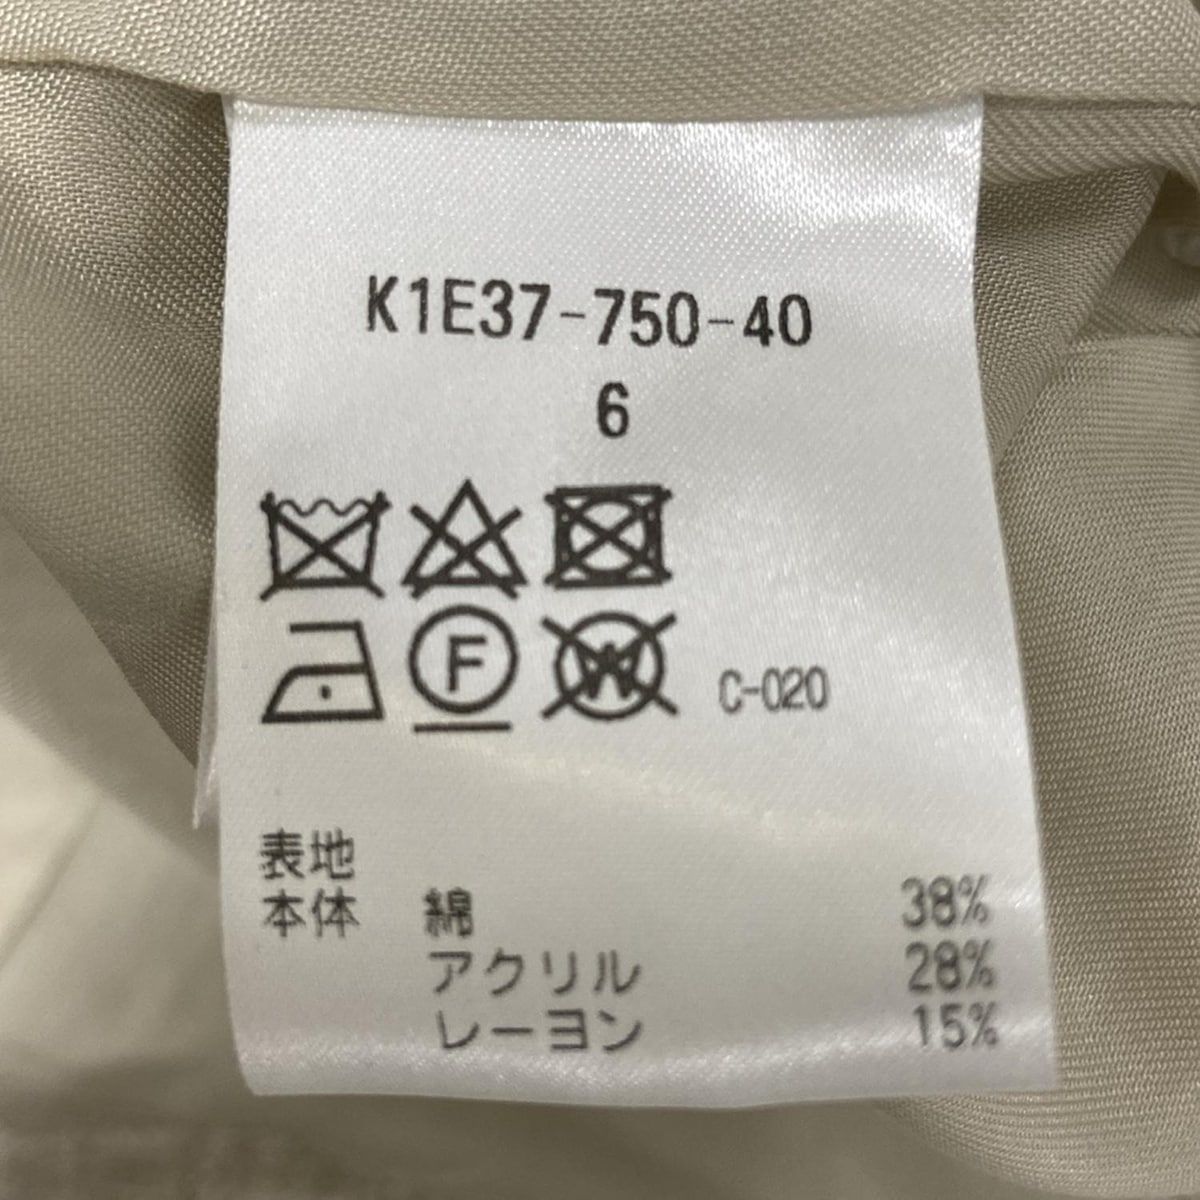 K1E37-750-40
6
F W C-020
表地
本体 綿 38%
アクリル 28%
レーヨン 15%